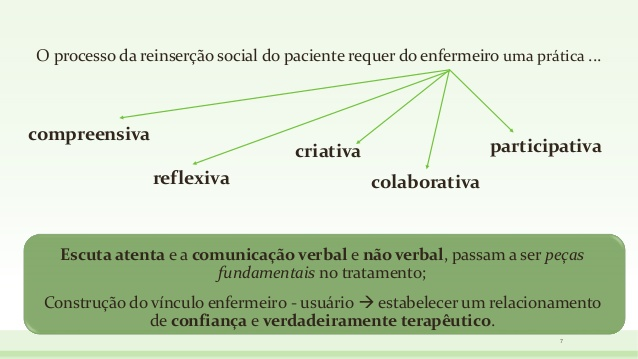 O processo da reinserção social do paciente requer do enfermeiro uma prática ...
compreensiva
reflexiva
criativa
colaborativa
participativa
Escuta atenta e a comunicação verbal e não verbal, passam a ser peças
fundamentais no tratamento;
Construção do vínculo enfermeiro - usuário → estabelecer um relacionamento
de confiança e verdadeiramente terapêutico.
7